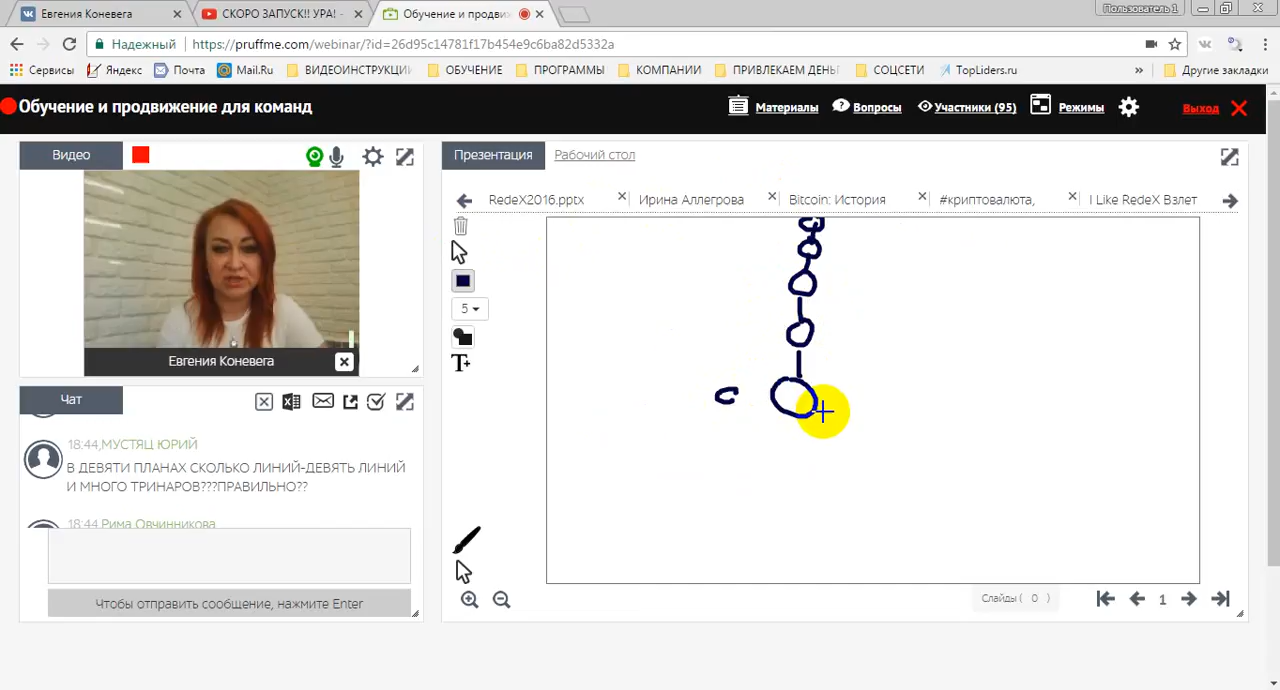 Евгения Коневега
СКОРО ЗАПУСК!! УРА! -
Обучение и продвиже
Пользователь 1
Надежный
https://pruffme.com/webinar/?id=26d95c14781f17b454e9c6ba82d5332a
Сервисы
Яндекс
Почта
Mail.Ru
ВИДЕОИНСТРУКЦИ
ОБУЧЕНИЕ
ПРОГРАММЫ
КОМПАНИИ
ПРИВЛЕКАЕМ ДЕНЬ
СОЦСЕТИ
TopLiders.ru
»
Другие закладки
Обучение и продвижение для команд
Материалы
Вопросы
Участники (95)
Режимы
Выход
Видео
Евгения Коневега
Чат
18:44,МУСТЯЦ ЮРИЙ
В ДЕВЯТИ ПЛАНАХ СКОЛЬКО ЛИНИЙ-ДЕВЯТЬ ЛИНИЙ
И МНОГО ТРИНАРОВ???ПРАВИЛЬНО??
18:44,Рима Овчинникова
Чтобы отправить сообщение, нажмите Enter
Презентация
Рабочий стол
RedeX2016.pptx
Ирина Аллегрова
Bitcoin: История
#криптовалюта,
I Like RedeX Взлет
5
T+
Слайды ( 0 )
1